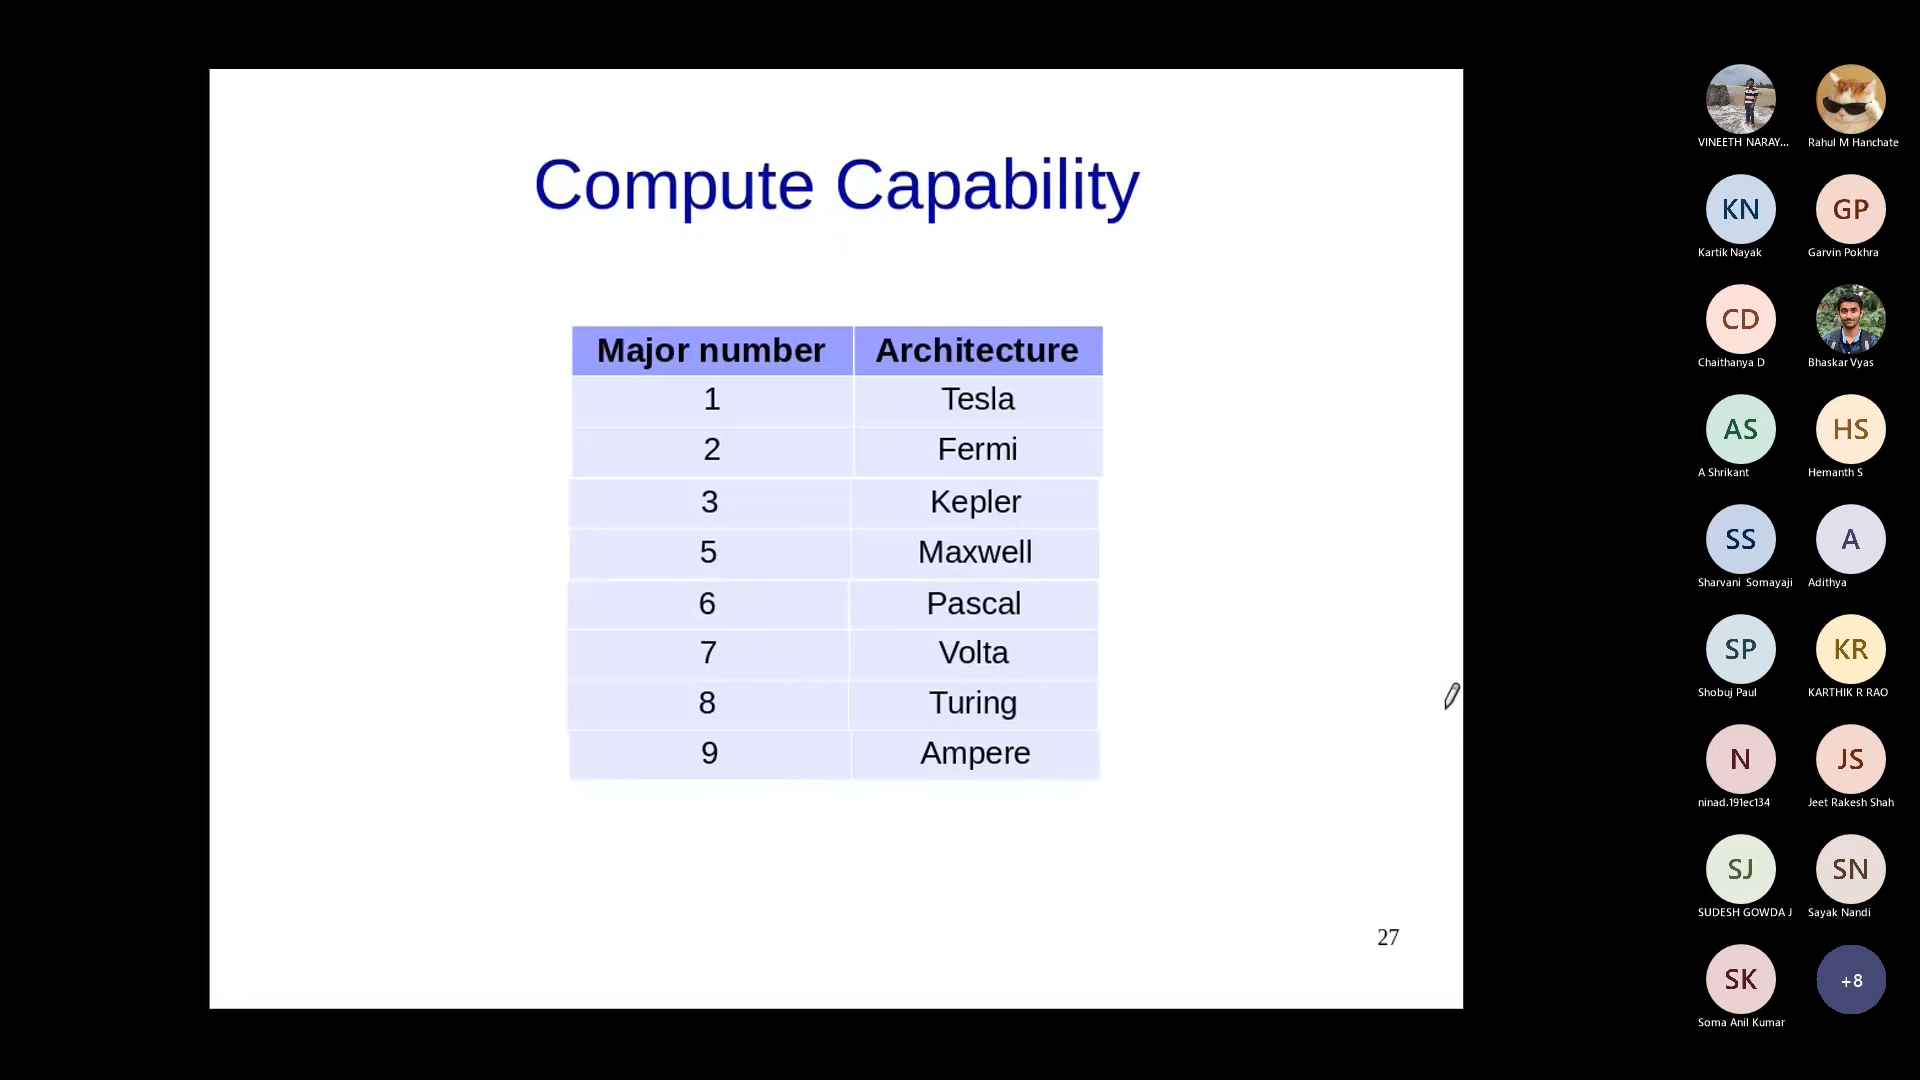 Compute Capability
Major number Architecture
1 Tesla
2 Fermi
3 Kepler
5 Maxwell
6 Pascal
7 Volta
8 Turing
9 Ampere
27
VINEETH NARAY... Rahul M Hanchate
KN GP
Kartik Nayak Garvin Pokhra
CD
Chaithanya D Bhaskar Vyas
AS HS
A Shrikant Hemanth S
SS A
Sharvani Somayaji Adithya
SP KR
Shobuj Paul KARTHIK R RAO
N JS
ninad.191ec134 Jeet Rakesh Shah
SJ SN
SUDESH GOWDA J Sayak Nandi
SK +8
Soma Anil Kumar